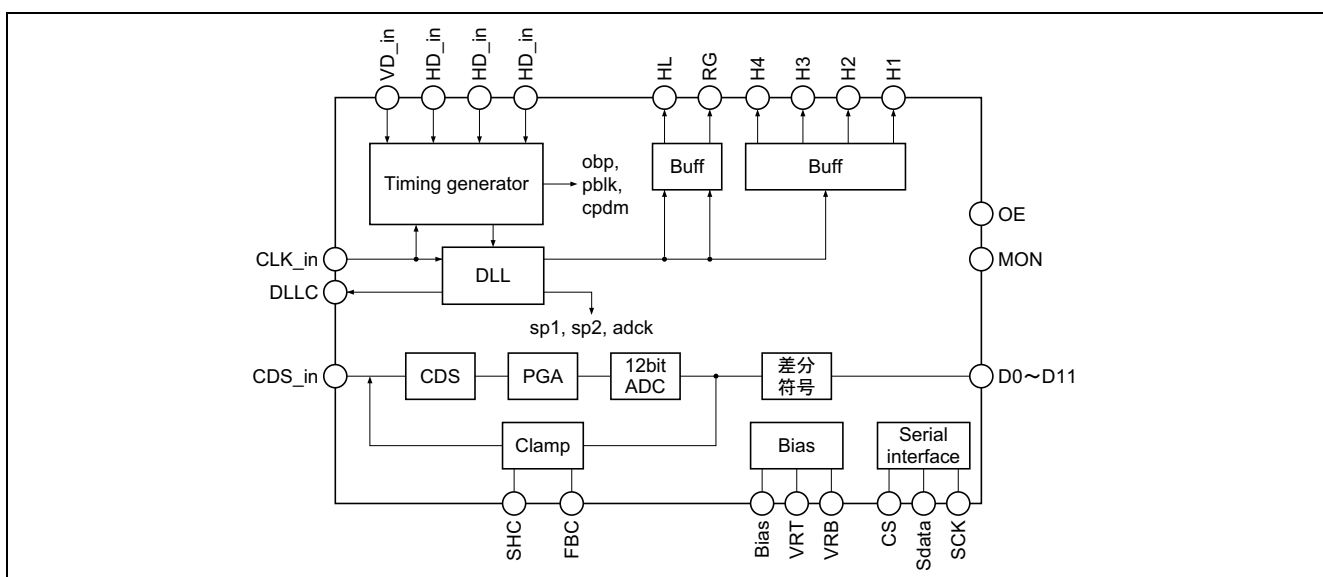 VD_in
HD_in
HD_in
HD_in
HL
RG
H4
H3
H2
H1
Timing generator
obp,
pblk,
cpdm
Buff
Buff
OE
CLK_in
DLL
MON
DLLC
sp1, sp2, adck
CDS_in
CDS
PGA
12bit
ADC
差分
符号
D0～D11
Clamp
Bias
Serial
interface
SHC
FBC
Bias
VRT
VRB
CS
Sdata
SCK